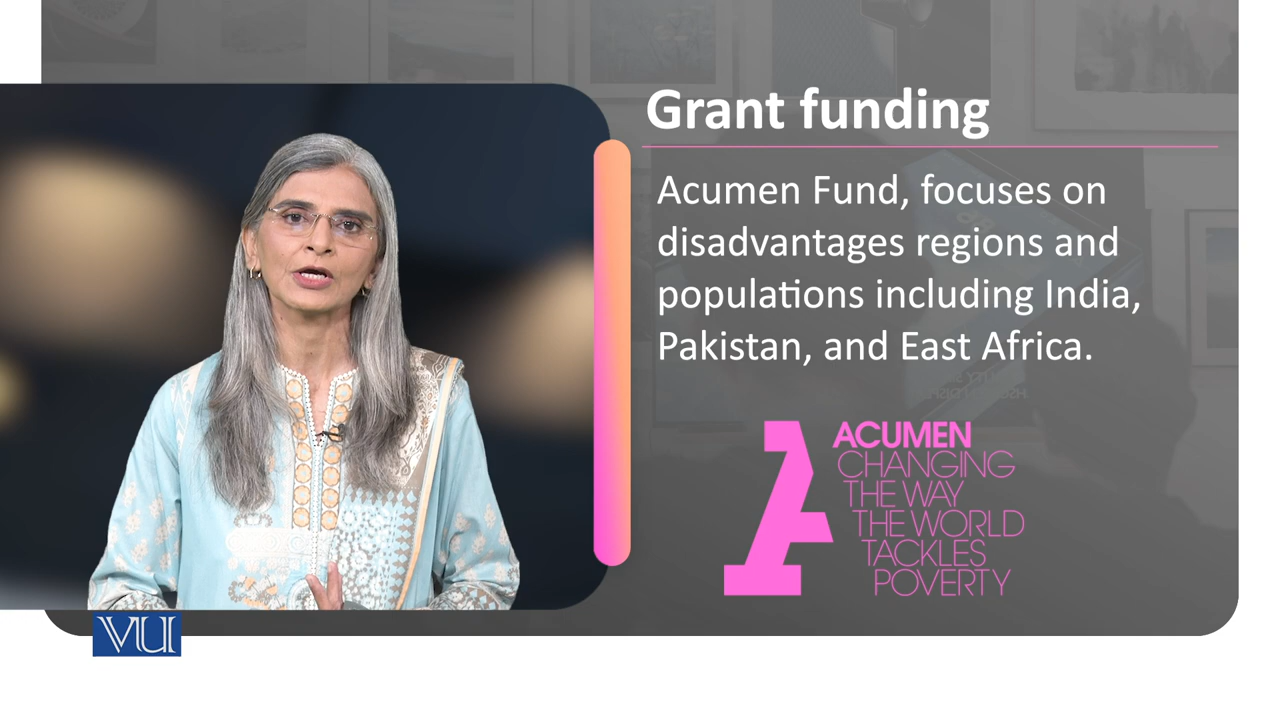 Grant funding
Acumen Fund, focuses on
disadvantages regions and
populations including India,
Pakistan, and East Africa.
ACUMEN
CHANGING
THE WAY
THE WORLD
TACKLES
POVERTY
VU